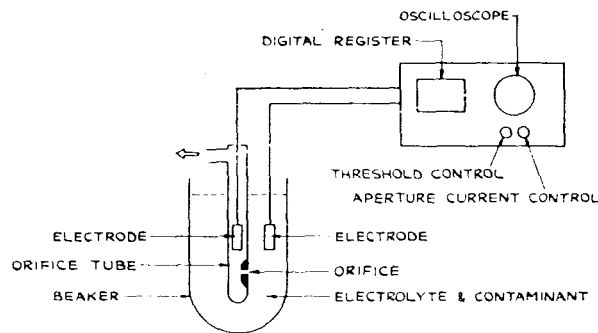 OSCILLOSCOPE
DIGITAL REGISTER
THRESHOLD CONTROL
APERTURE CURRENT CONTROL
ELECTRODE
ELECTRODE
ORIFICE TUBE
ORIFICE
BEAKER
ELECTROLYTE & CONTAMINANT